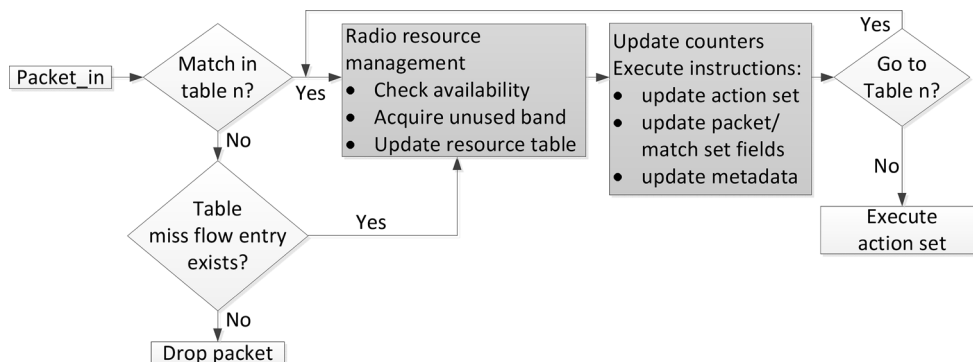 Packet_in
Match in
table n?
Yes
Radio resource
management
● Check availability
● Acquire unused band
● Update resource table
Update counters
Execute instructions:
● update action set
● update packet/
match set fields
● update metadata
Yes
Go to
Table n?
No
Execute
action set
No
Table
miss flow entry
exists?
Yes
No
Drop packet